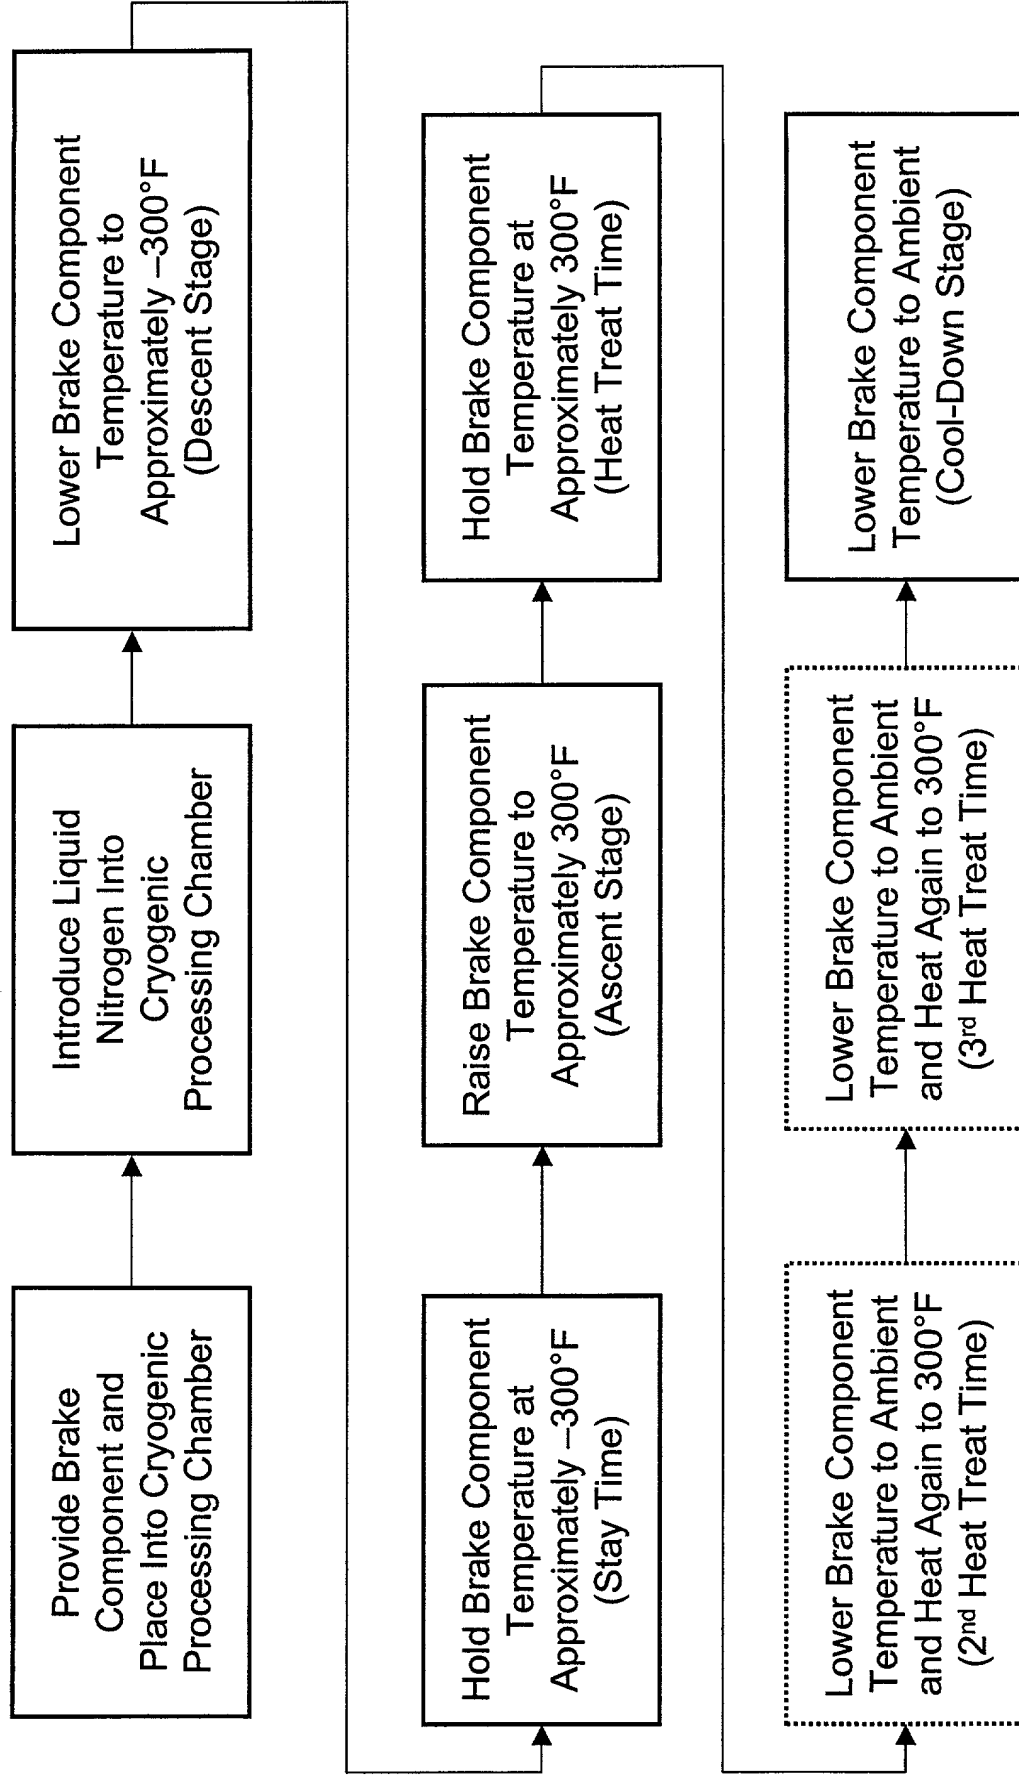 Provide Brake
Component and
Place Into Cryogenic
Processing Chamber
Introduce Liquid
Nitrogen Into
Cryogenic
Processing Chamber
Lower Brake Component
Temperature to
Approximately –300°F
(Descent Stage)
Hold Brake Component
Temperature at
Approximately –300°F
(Stay Time)
Raise Brake Component
Temperature to
Approximately 300°F
(Ascent Stage)
Hold Brake Component
Temperature at
Approximately 300°F
(Heat Treat Time)
Lower Brake Component
Temperature to Ambient
and Heat Again to 300°F
(2nd Heat Treat Time)
Lower Brake Component
Temperature to Ambient
and Heat Again to 300°F
(3rd Heat Treat Time)
Lower Brake Component
Temperature to Ambient
(Cool-Down Stage)